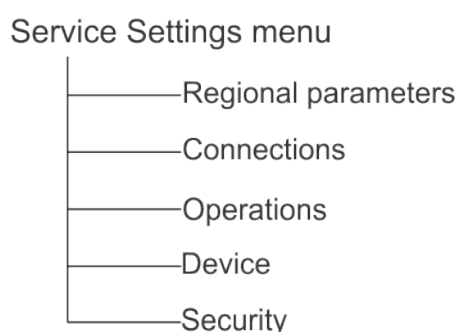 Service Settings menu
Regional parameters
Connections
Operations
Device
Security